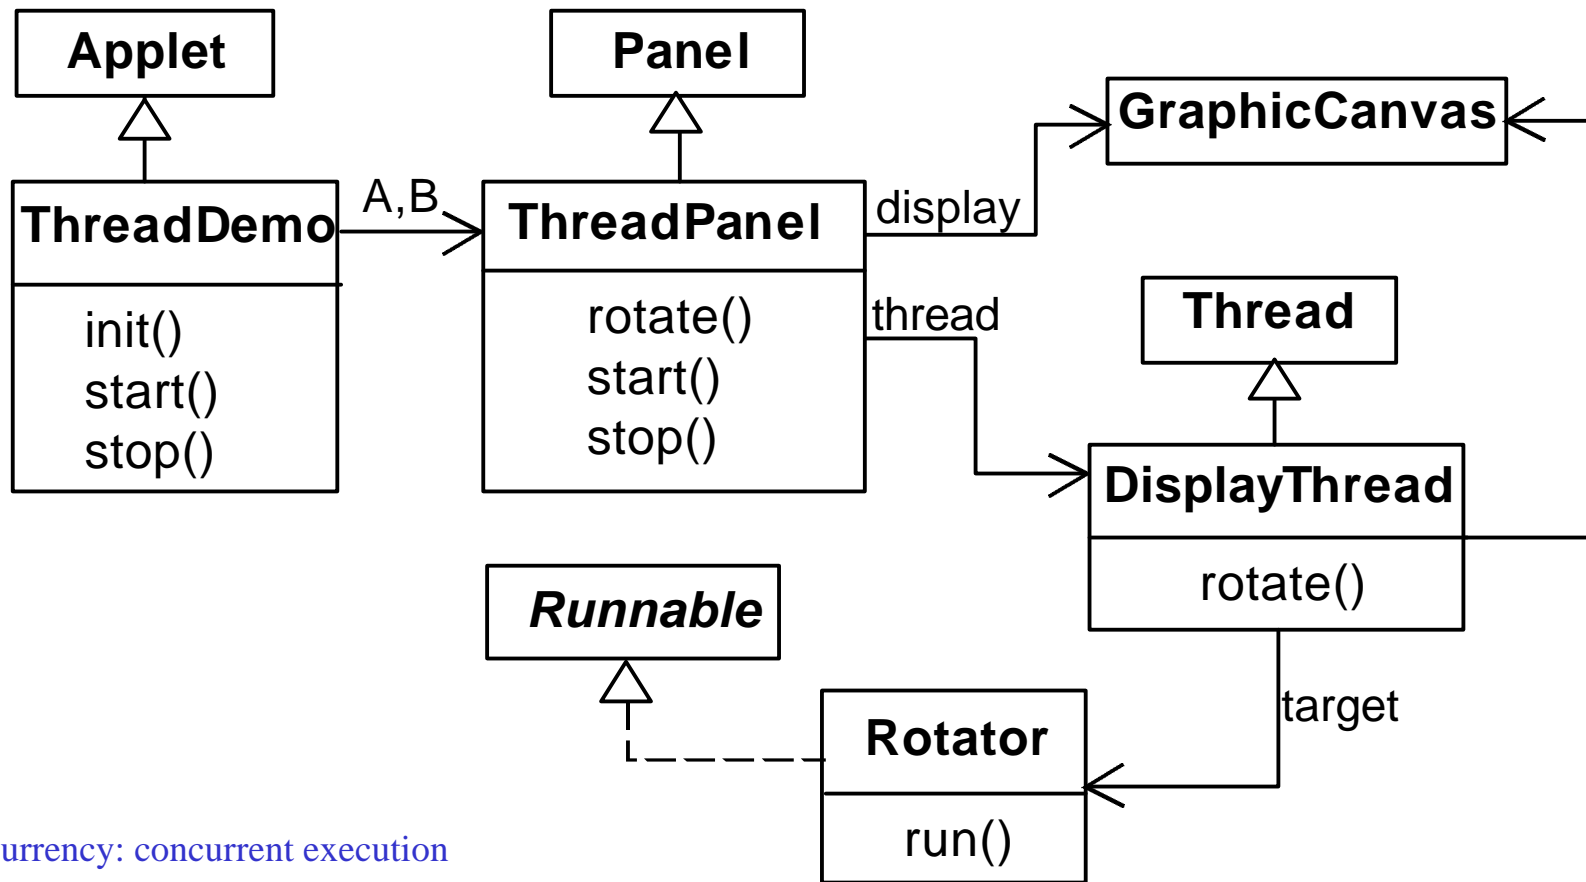 Applet
Panel
GraphicCanvas
A,B
ThreadDemo
init()
start()
stop()
ThreadPanel
rotate()
start()
stop()
display
thread
Thread
DisplayThread
rotate()
Runnable
target
Rotator
run()
urrency: concurrent execution